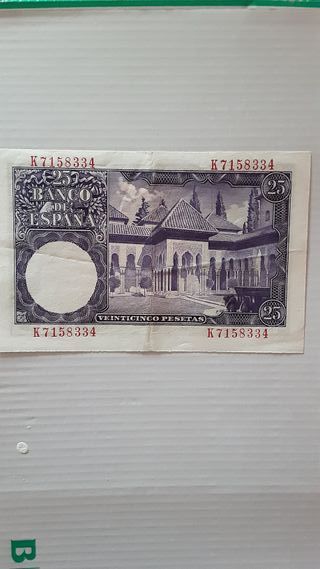 K7158334 K7158334
25 25
BANCO
DE
ESPAÑA
VEINTICINCO PESETAS 25
K7158334 K7158334
B